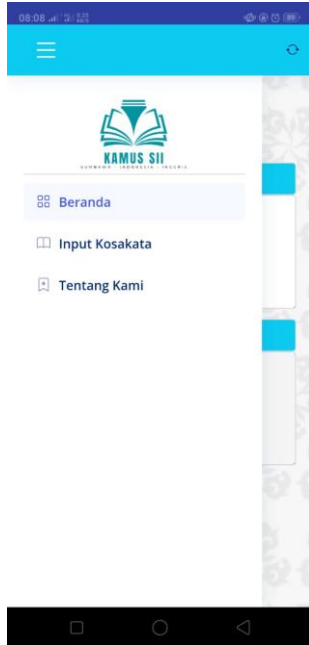 08:08
KAMUS SII
SUMBAWA - INDONESIA - INGGRIS
Beranda
Input Kosakata
Tentang Kami